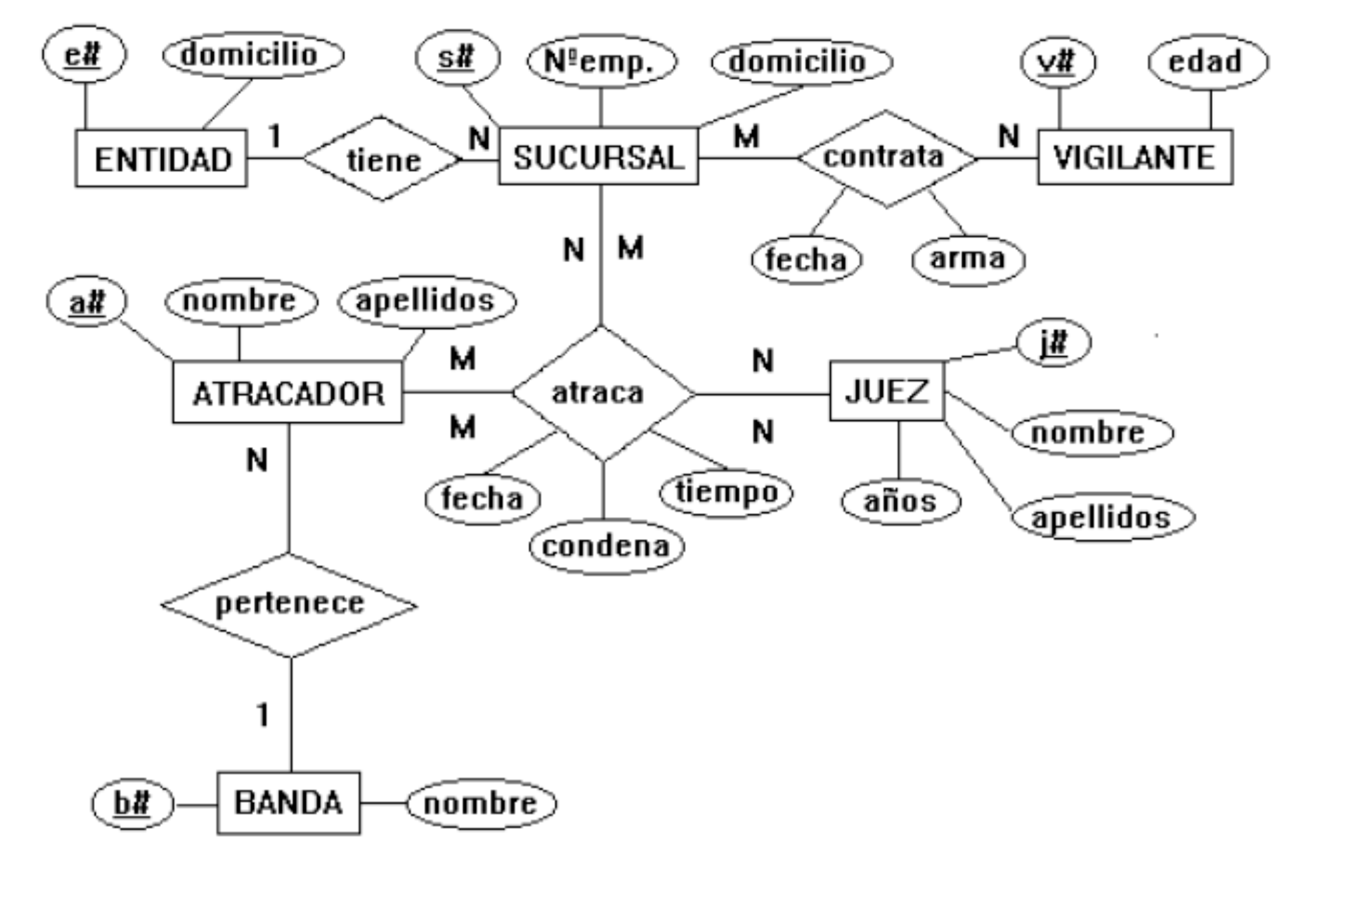 e#
domicilio
s#
Nºemp.
domicilio
v#
edad
ENTIDAD
1
tiene
N
SUCURSAL
M
contrata
N
VIGILANTE
fecha
arma
N
M
a#
nombre
apellidos
ATRACADOR
M
M
atraca
N
N
JUEZ
j#
nombre
apellidos
años
fecha
condena
tiempo
N
pertenece
1
b#
BANDA
nombre